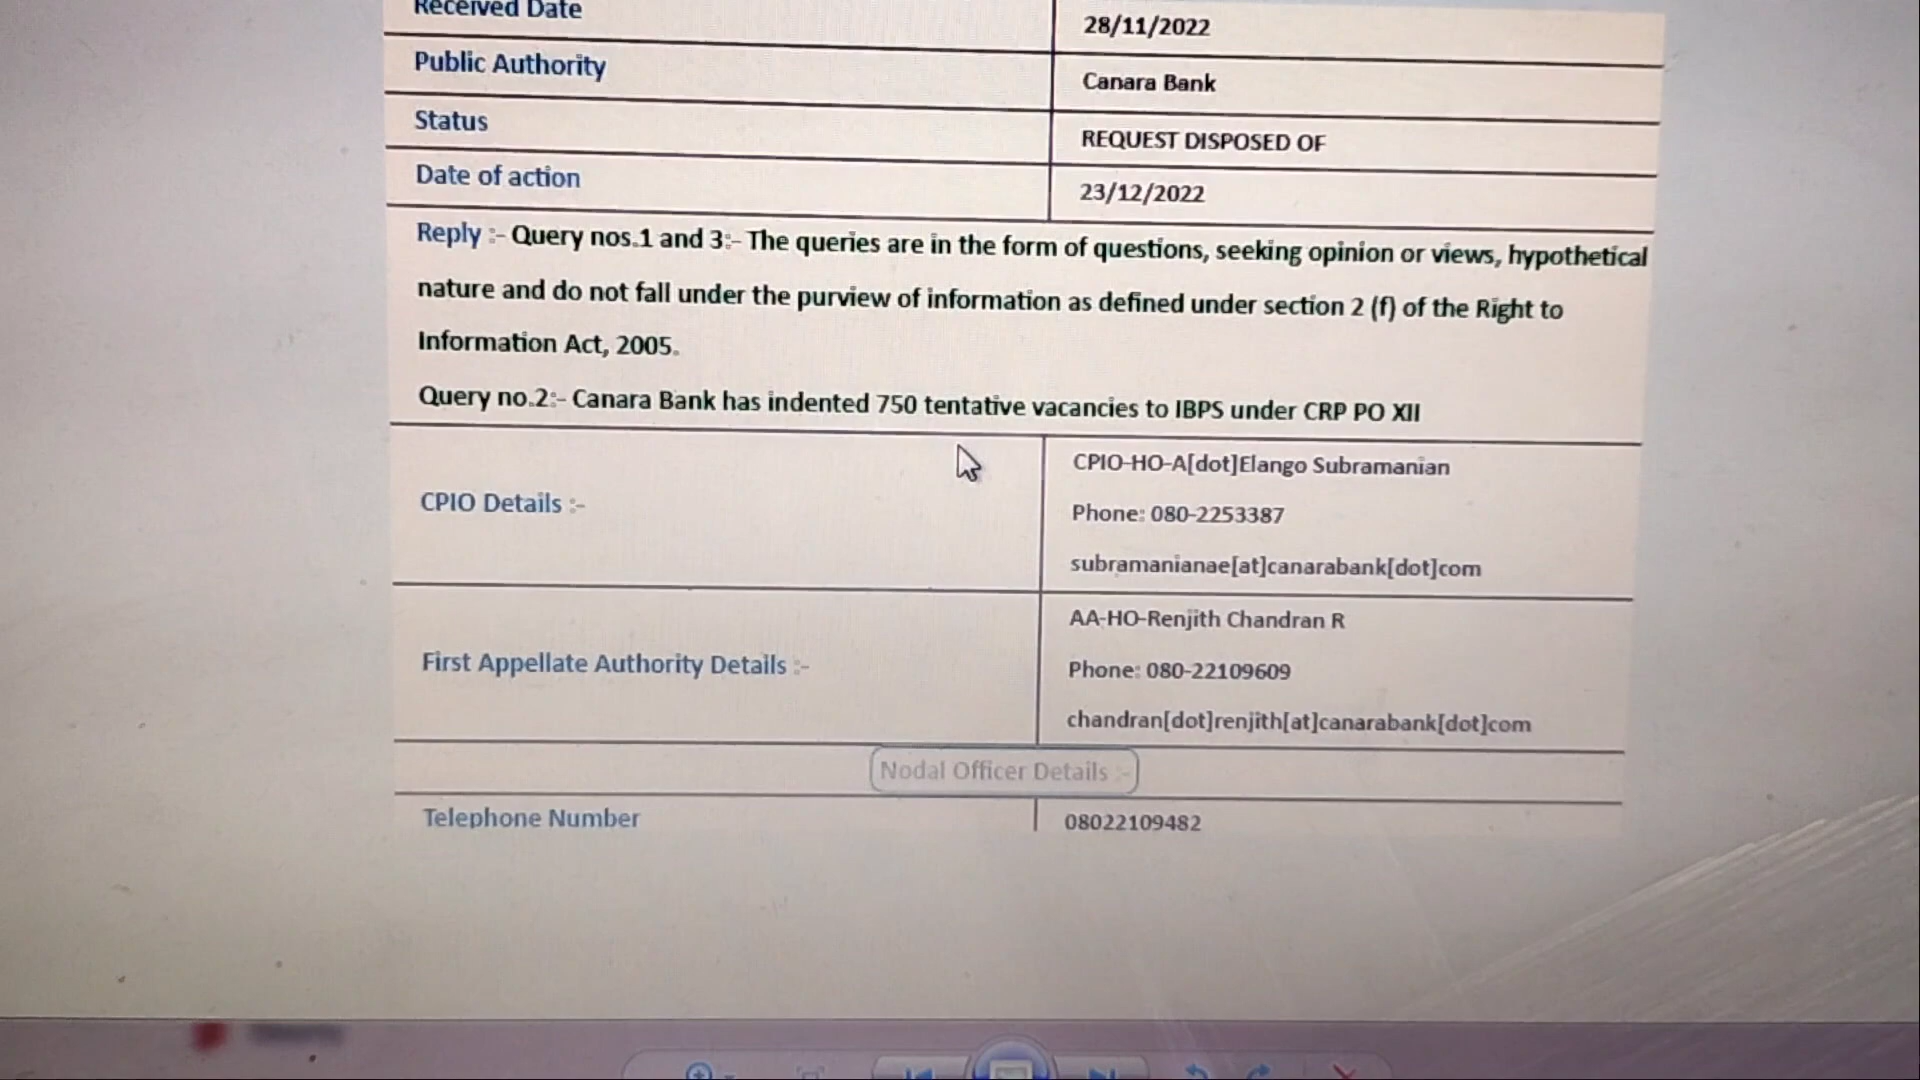 Received Date
28/11/2022
Public Authority
Canara Bank
Status
REQUEST DISPOSED OF
Date of action
23/12/2022
Reply :- Query nos.1 and 3:- The queries are in the form of questions, seeking opinion or views, hypothetical
nature and do not fall under the purview of information as defined under section 2 (f) of the Right to
Information Act, 2005.
Query no.2:- Canara Bank has indented 750 tentative vacancies to IBPS under CRP PO XII
CPIO Details :-
CPIO-HO-A[dot]Elango Subramanian
Phone: 080-2253387
subramanianae[at]canarabank[dot]com
First Appellate Authority Details :-
AA-HO-Renjith Chandran R
Phone: 080-22109609
chandran[dot]renjith[at]canarabank[dot]com
Nodal Officer Details :-
Telephone Number
08022109482